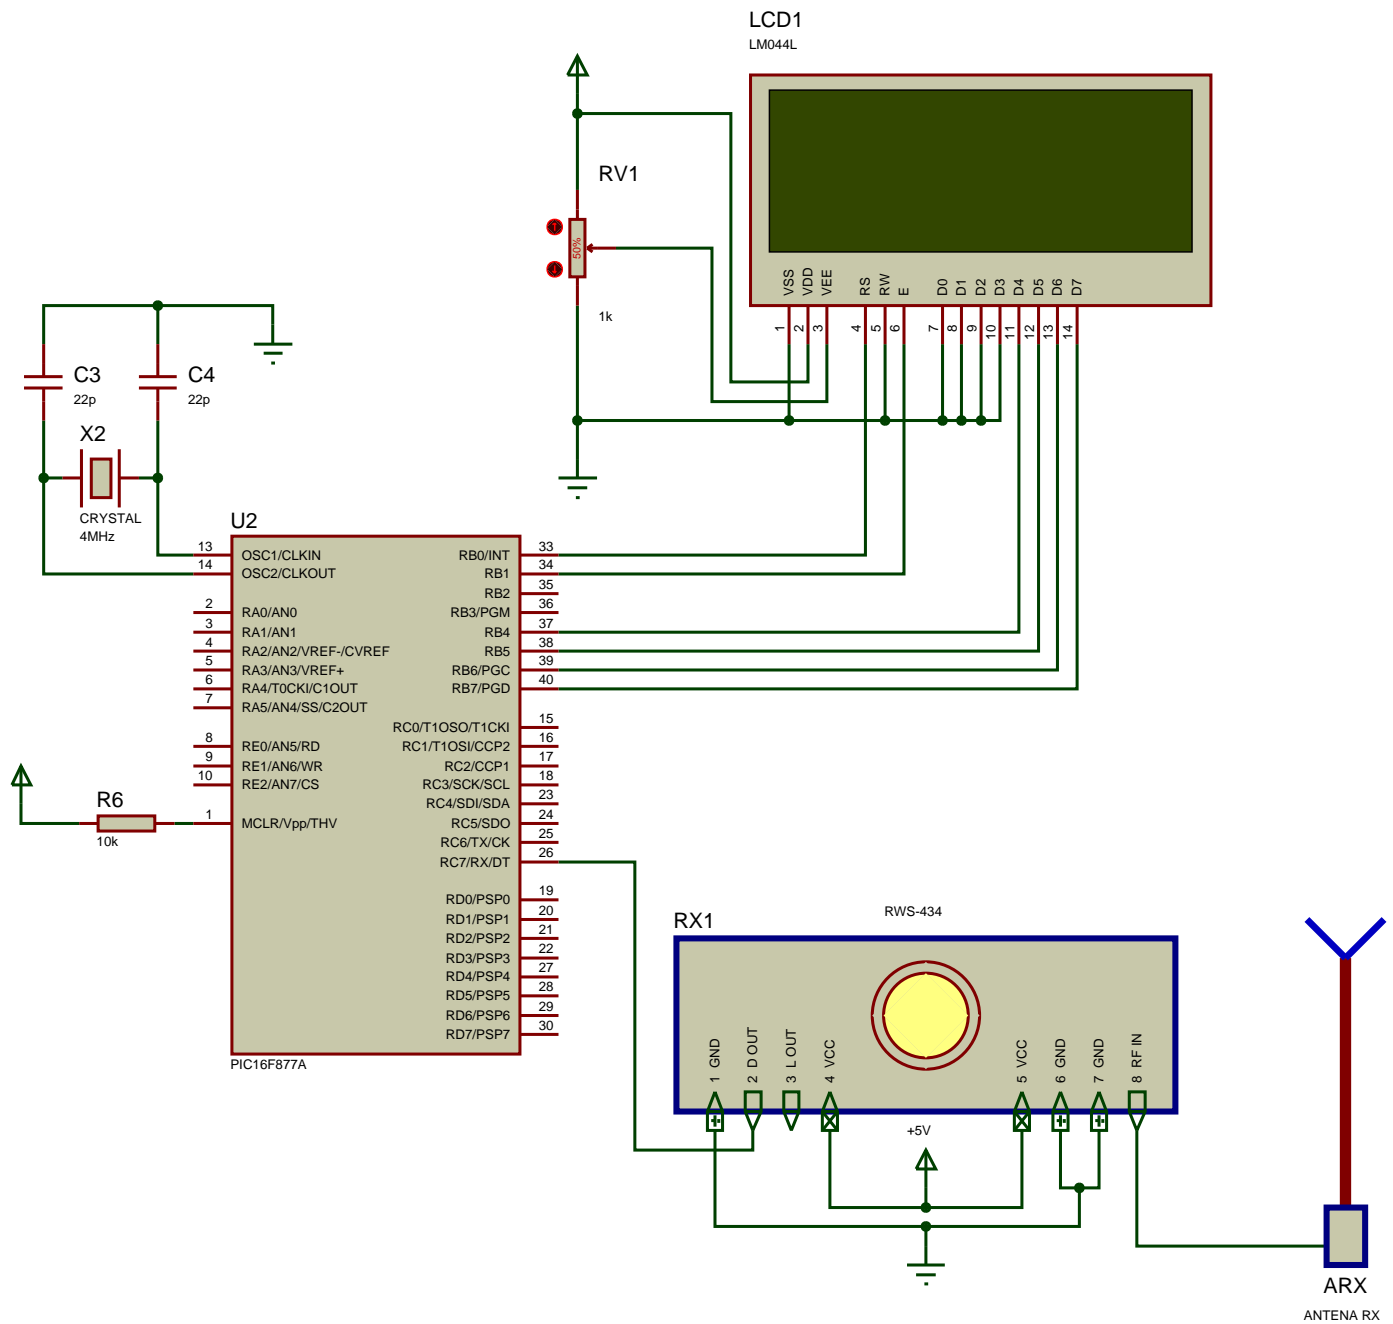 LCD1
LM044L
RV1
50%
1k
VSS
VDD
VEE
RS
RW
E
D0
D1
D2
D3
D4
D5
D6
D7
1
2
3
4
5
6
7
8
9
10
11
12
13
14
C3
22p
C4
22p
X2
CRYSTAL
4MHz
U2
13 OSC1/CLKIN
14 OSC2/CLKOUT
2 RA0/AN0
3 RA1/AN1
4 RA2/AN2/VREF-/CVREF
5 RA3/AN3/VREF+
6 RA4/T0CKI/C1OUT
7 RA5/AN4/SS/C2OUT
8 RE0/AN5/RD
9 RE1/AN6/WR
10 RE2/AN7/CS
1 MCLR/Vpp/THV
RB0/INT 33
RB1 34
RB2 35
RB3/PGM 36
RB4 37
RB5 38
RB6/PGC 39
RB7/PGD 40
RC0/T1OSO/T1CKI 15
RC1/T1OSI/CCP2 16
RC2/CCP1 17
RC3/SCK/SCL 18
RC4/SDI/SDA 23
RC5/SDO 24
RC6/TX/CK 25
RC7/RX/DT 26
RD0/PSP0 19
RD1/PSP1 20
RD2/PSP2 21
RD3/PSP3 22
RD4/PSP4 27
RD5/PSP5 28
RD6/PSP6 29
RD7/PSP7 30
PIC16F877A
R6
10k
RX1
RWS-434
1 GND
2 D OUT
3 L OUT
4 VCC
5 VCC
6 GND
7 GND
8 RF IN
+5V
ARX
ANTENA RX